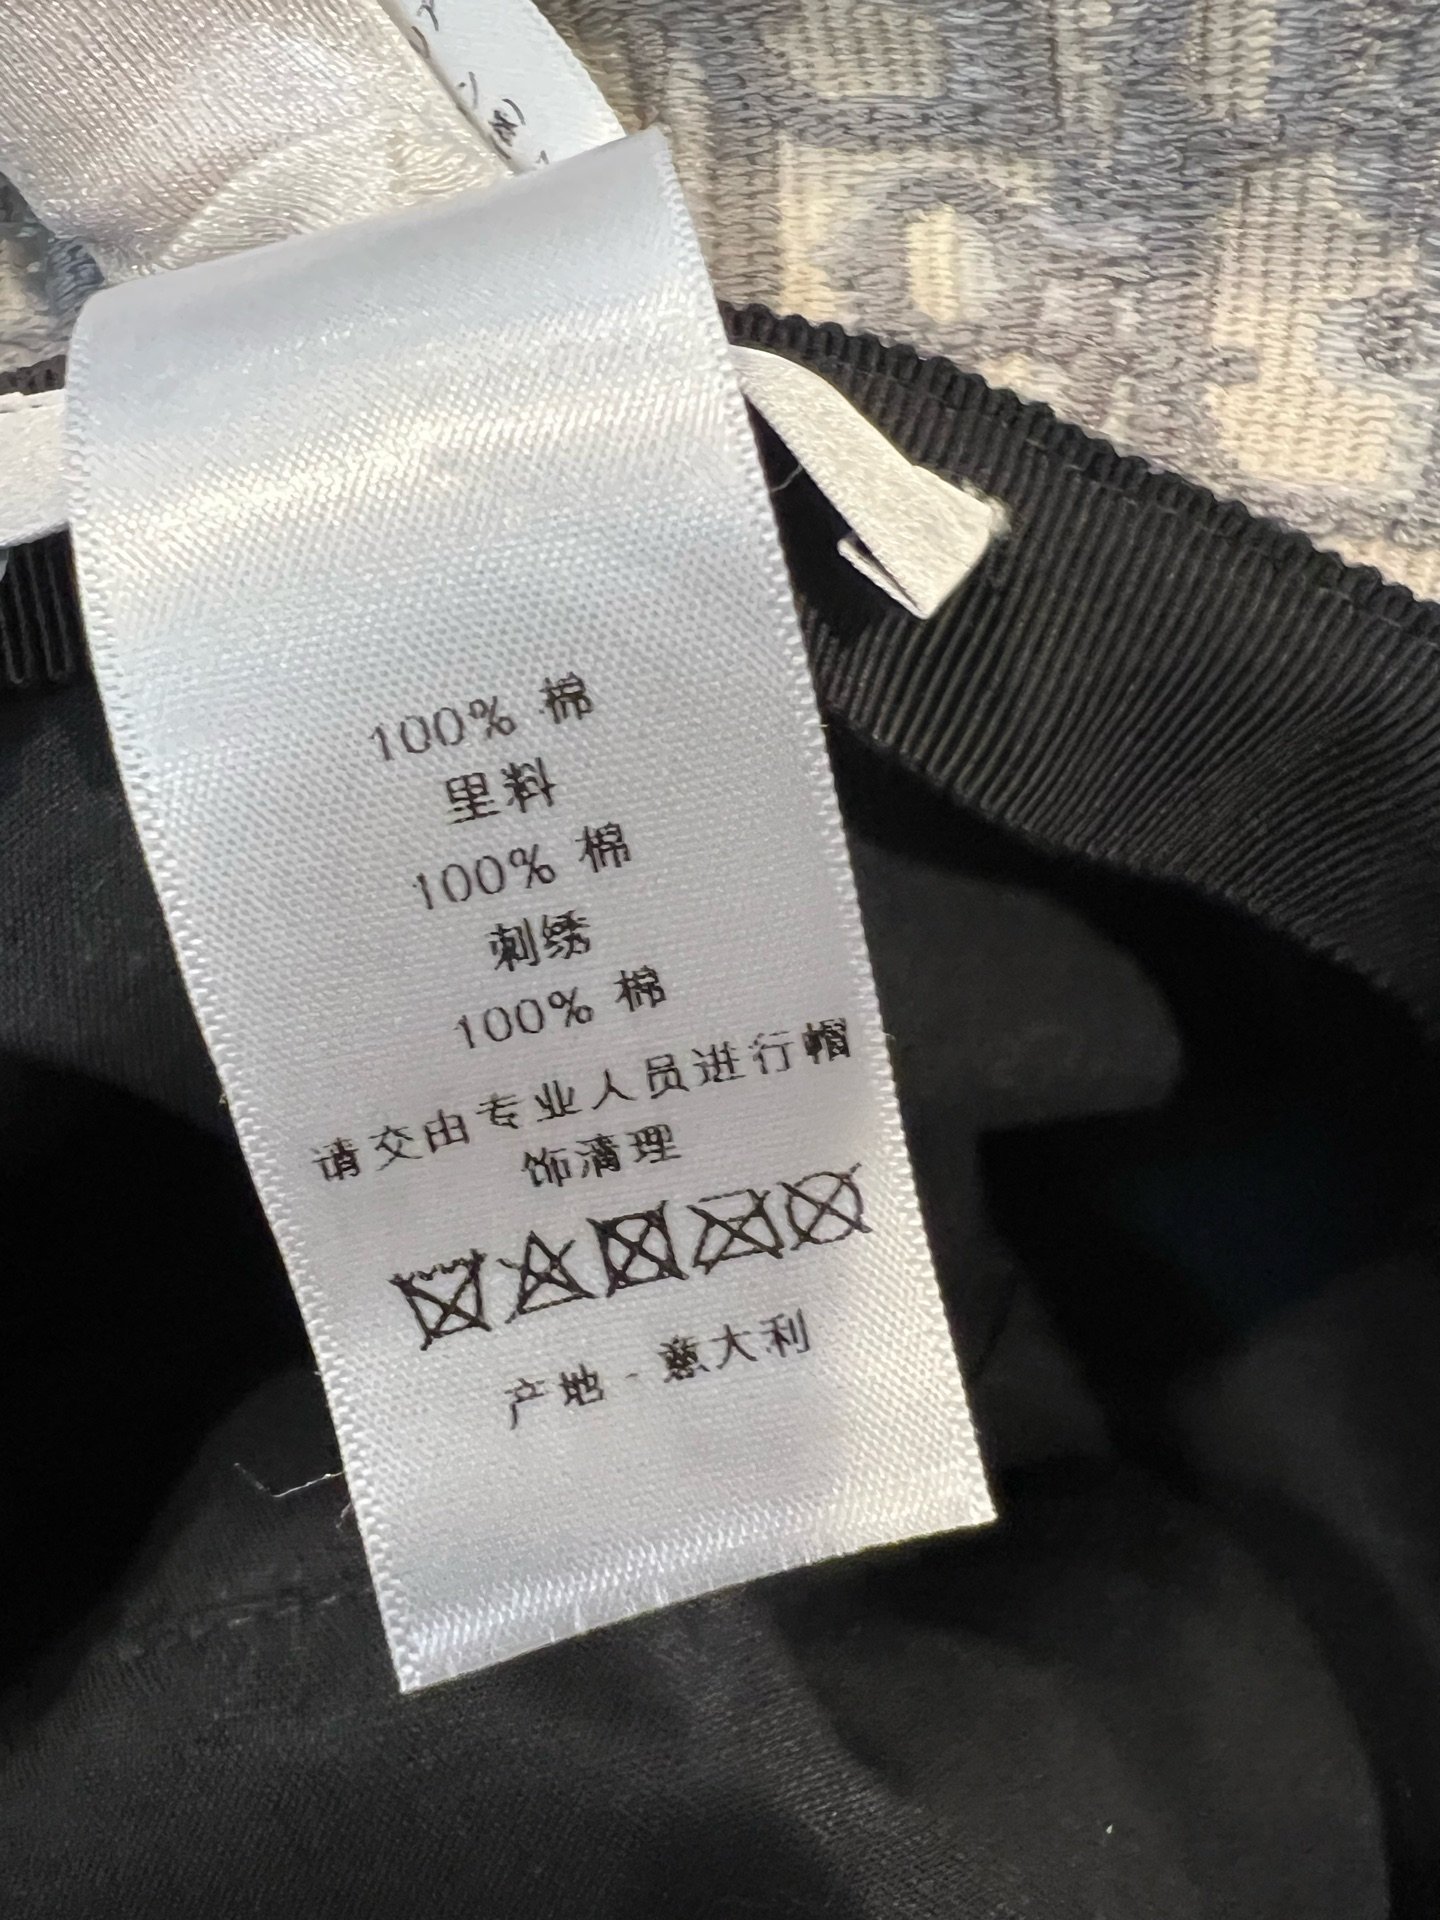 100% 棉
里料
100% 棉
刺绣
100% 棉
请交由专业人员进行帽
饰清理
产地 - 意大利